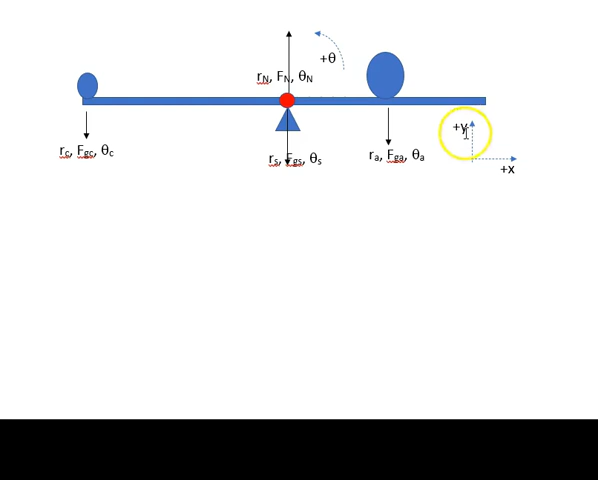 +θ
rN, FN, θN
+y
rc, Fgc, θc
rs, Fgs, θs
ra, Fga, θa
+x